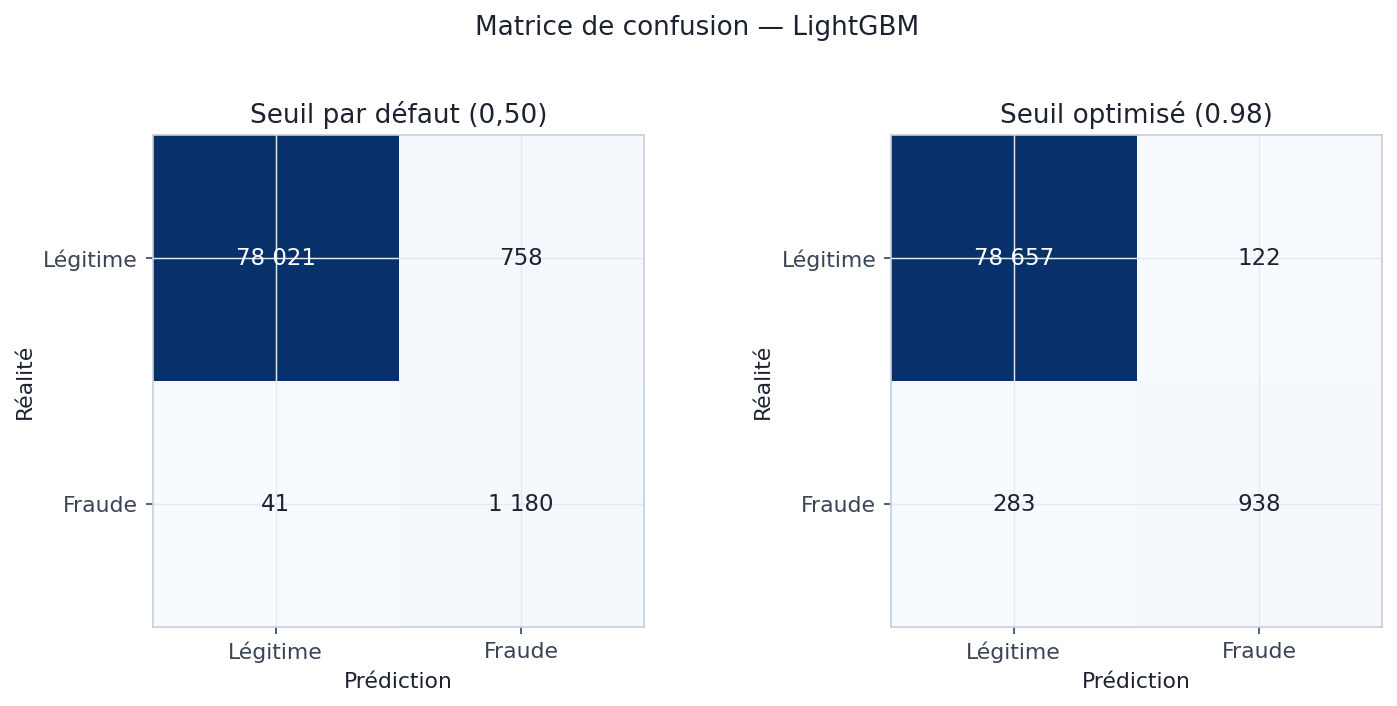 Matrice de confusion — LightGBM
Seuil par défaut (0,50)
Légitime
78 021
758
Réalité
Fraude
41
1 180
Légitime
Fraude
Prédiction
Seuil optimisé (0.98)
Légitime
78 657
122
Réalité
Fraude
283
938
Légitime
Fraude
Prédiction